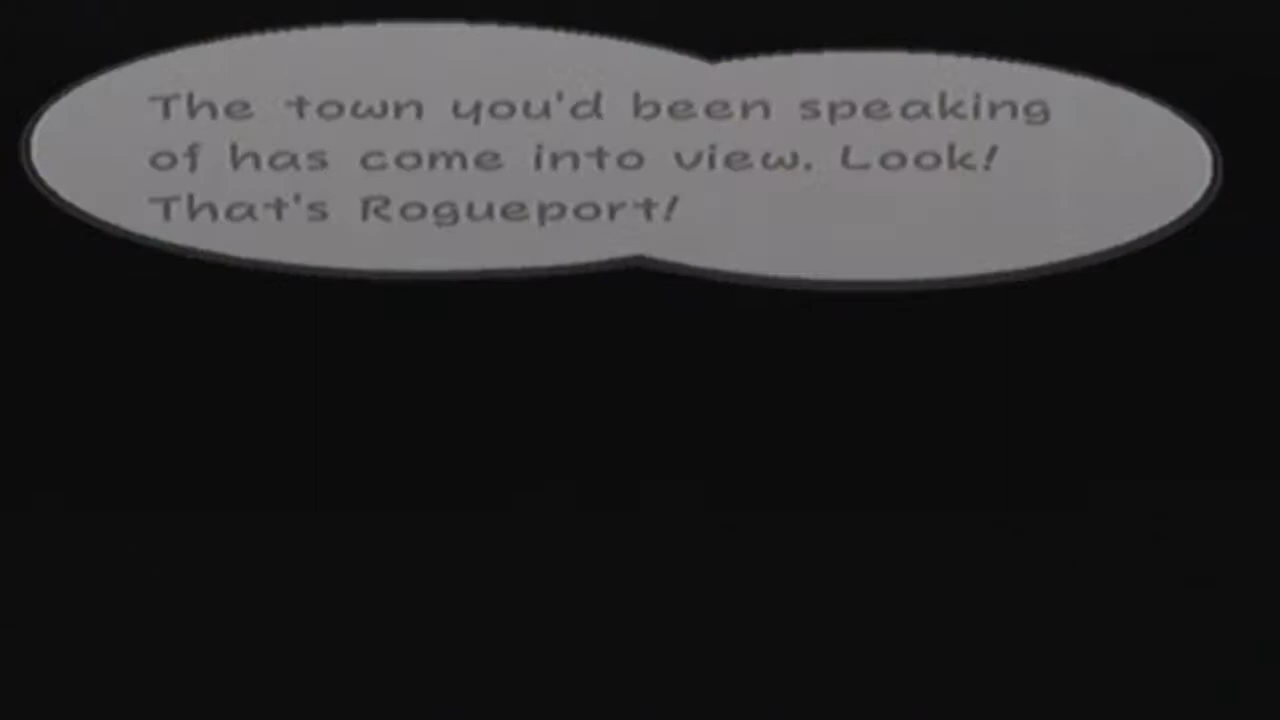 The town you'd been speaking
of has come into view. Look!
That's Rogueport!